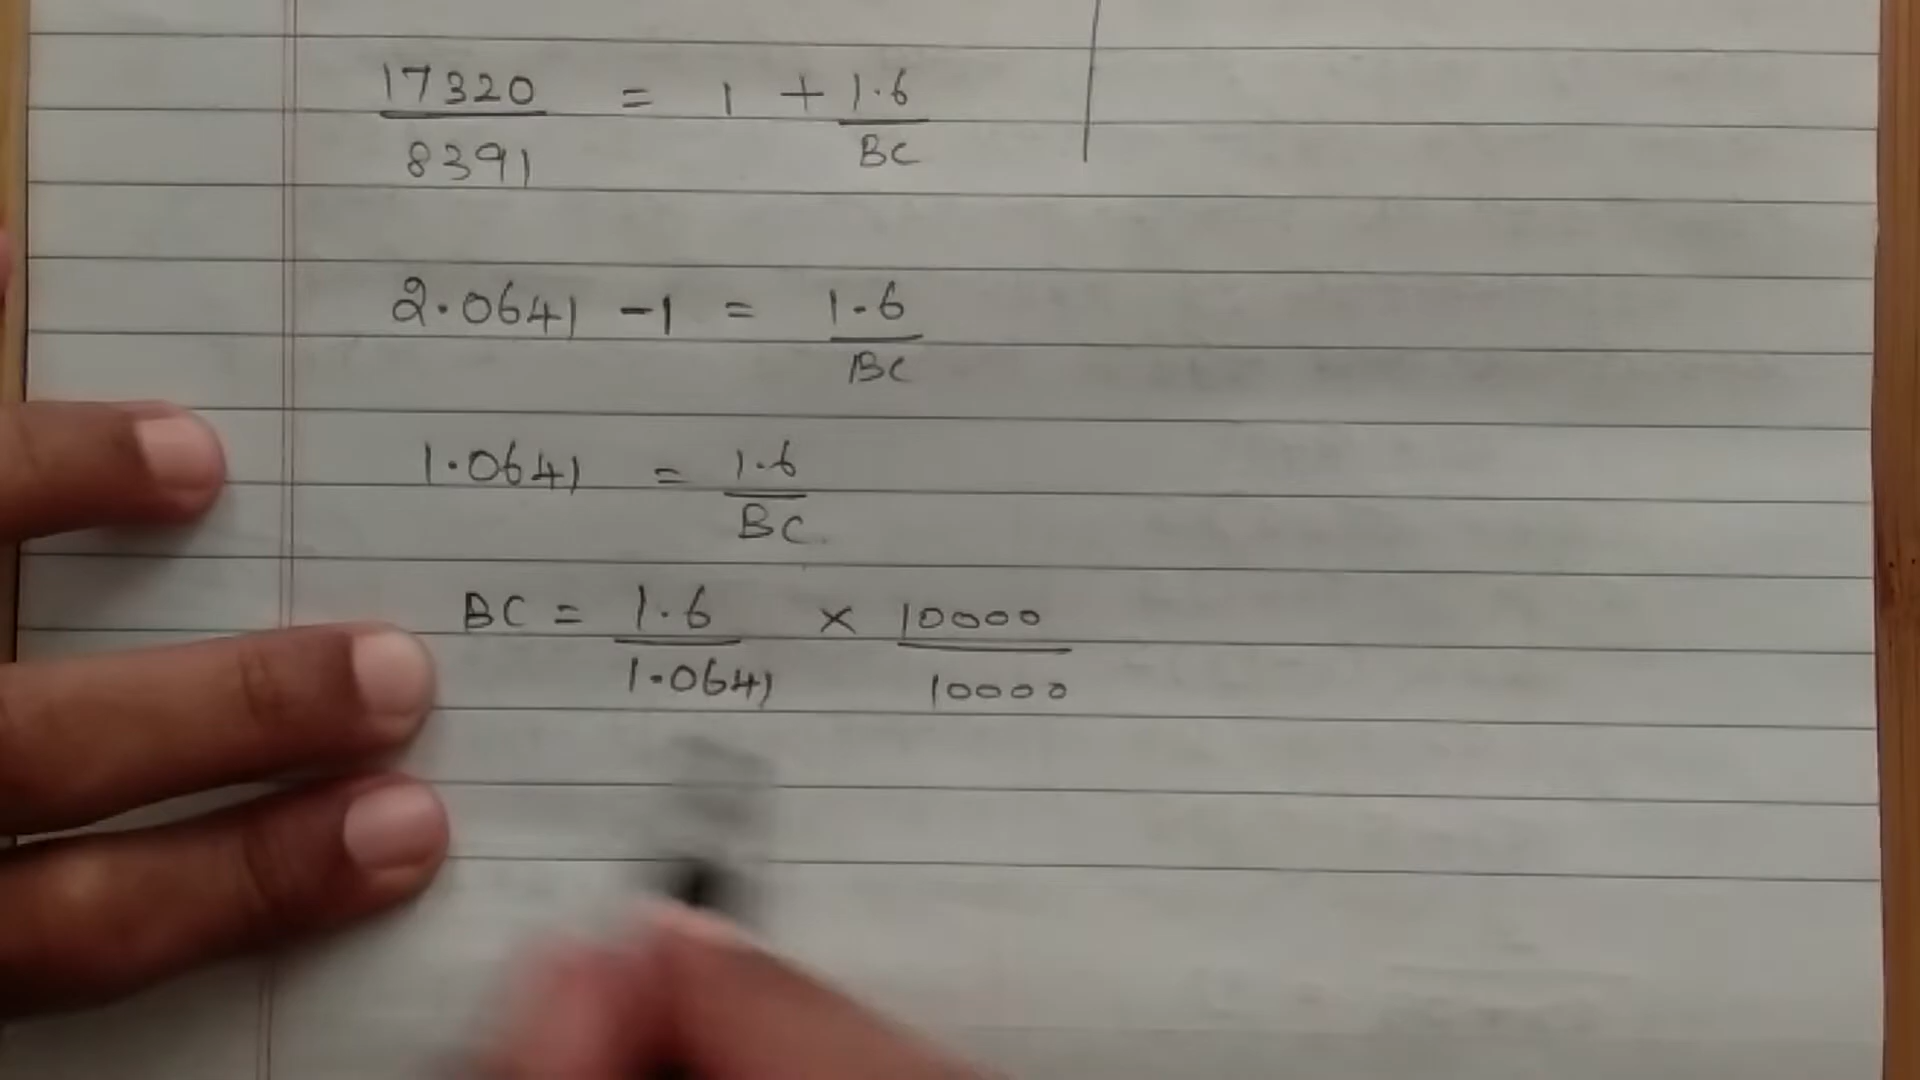 17320/8391 = 1 + 1.6/BC
2.0641 - 1 = 1.6/BC
1.0641 = 1.6/BC
BC = 1.6/1.0641 × 10000/10000